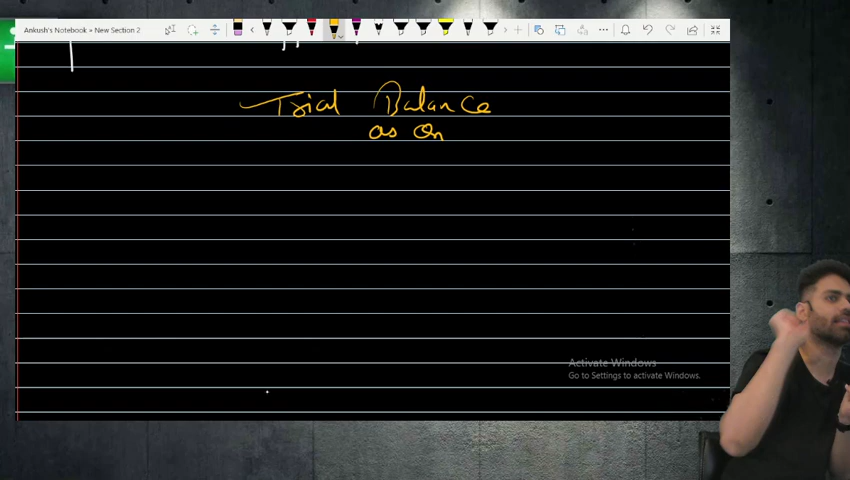 Ankush's Notebook » New Section 2
Trial Balance
as on
Activate Windows
Go to Settings to activate Windows.